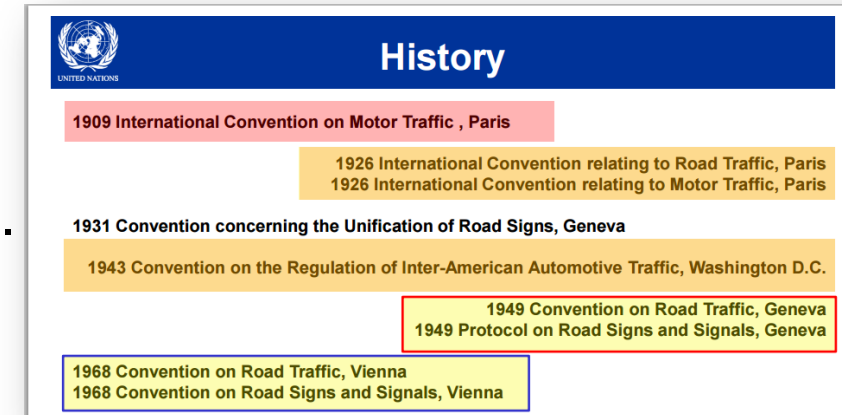 UNITED NATIONS
History
1909 International Convention on Motor Traffic , Paris
1926 International Convention relating to Road Traffic, Paris
1926 International Convention relating to Motor Traffic, Paris
1931 Convention concerning the Unification of Road Signs, Geneva
1943 Convention on the Regulation of Inter-American Automotive Traffic, Washington D.C.
1949 Convention on Road Traffic, Geneva
1949 Protocol on Road Signs and Signals, Geneva
1968 Convention on Road Traffic, Vienna
1968 Convention on Road Signs and Signals, Vienna